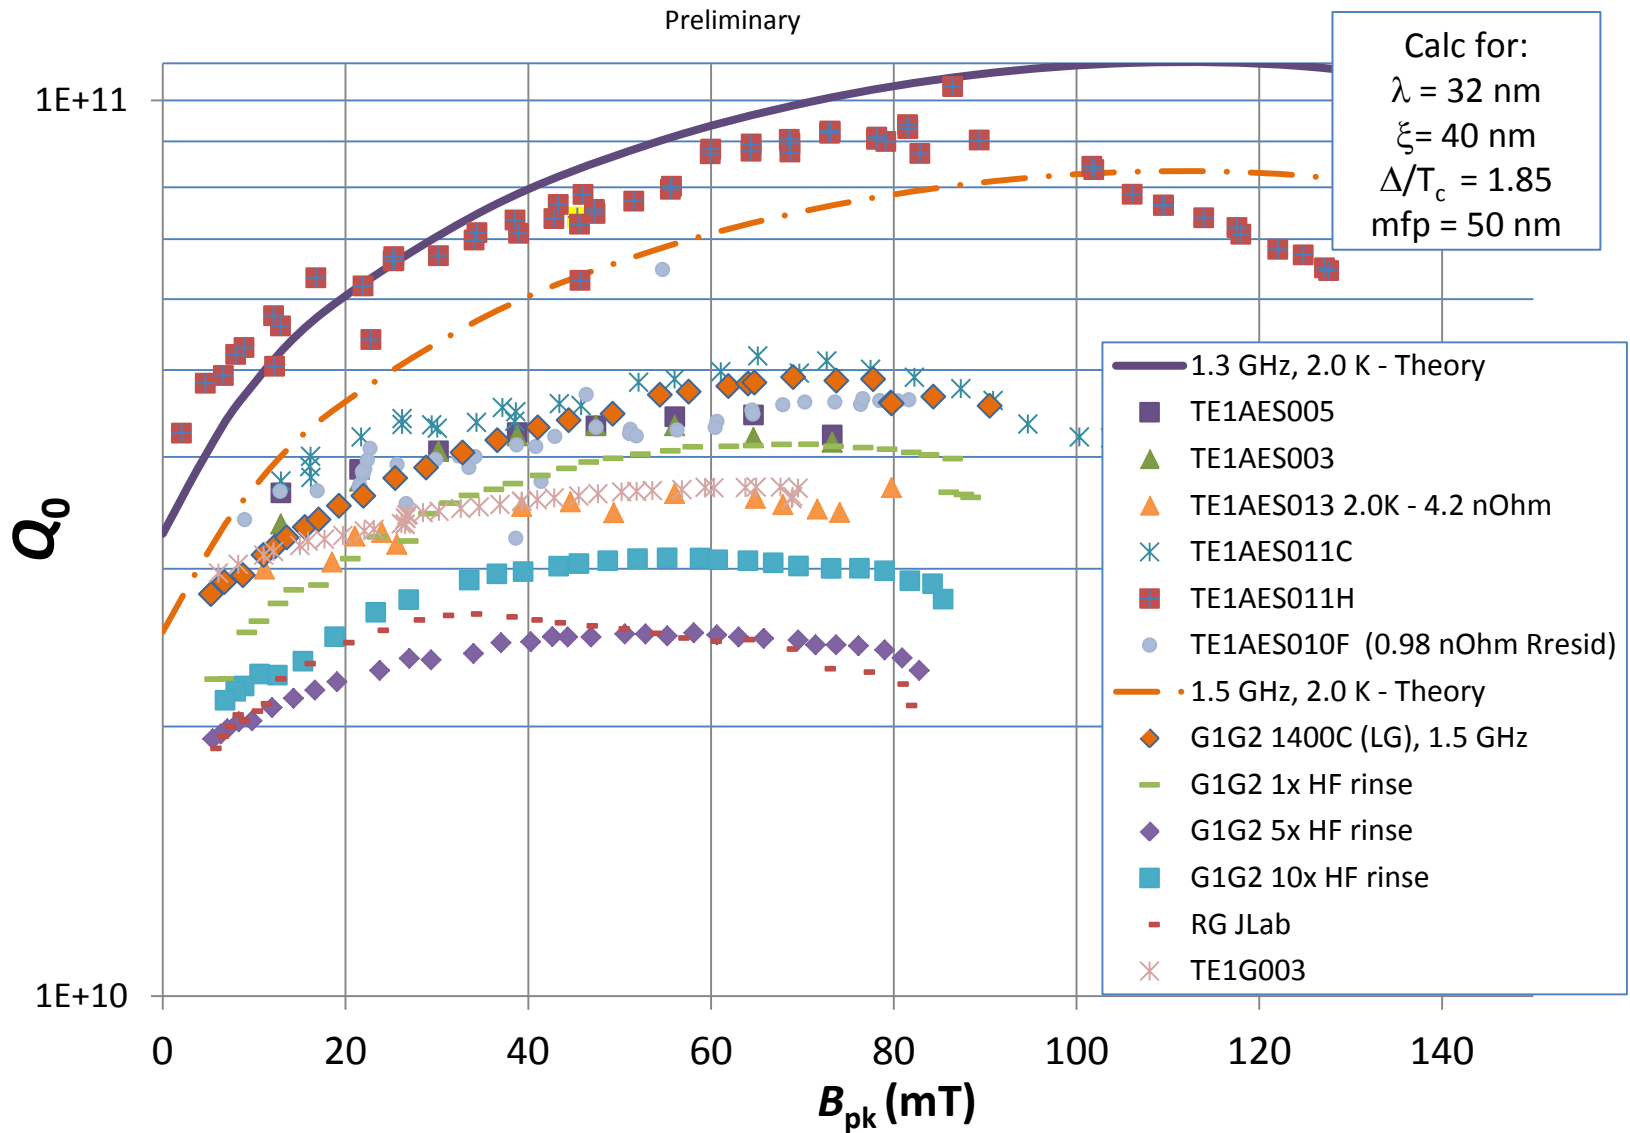 Preliminary
Calc for:
λ = 32 nm
ξ= 40 nm
Δ/Tc = 1.85
mfp = 50 nm
1E+11
1E+10
Q0
0 20 40 60 80 100 120 140
Bpk (mT)
1.3 GHz, 2.0 K - Theory
TE1AES005
TE1AES003
TE1AES013 2.0K - 4.2 nOhm
TE1AES011C
TE1AES011H
TE1AES010F (0.98 nOhm Rresid)
1.5 GHz, 2.0 K - Theory
G1G2 1400C (LG), 1.5 GHz
G1G2 1x HF rinse
G1G2 5x HF rinse
G1G2 10x HF rinse
RG JLab
TE1G003